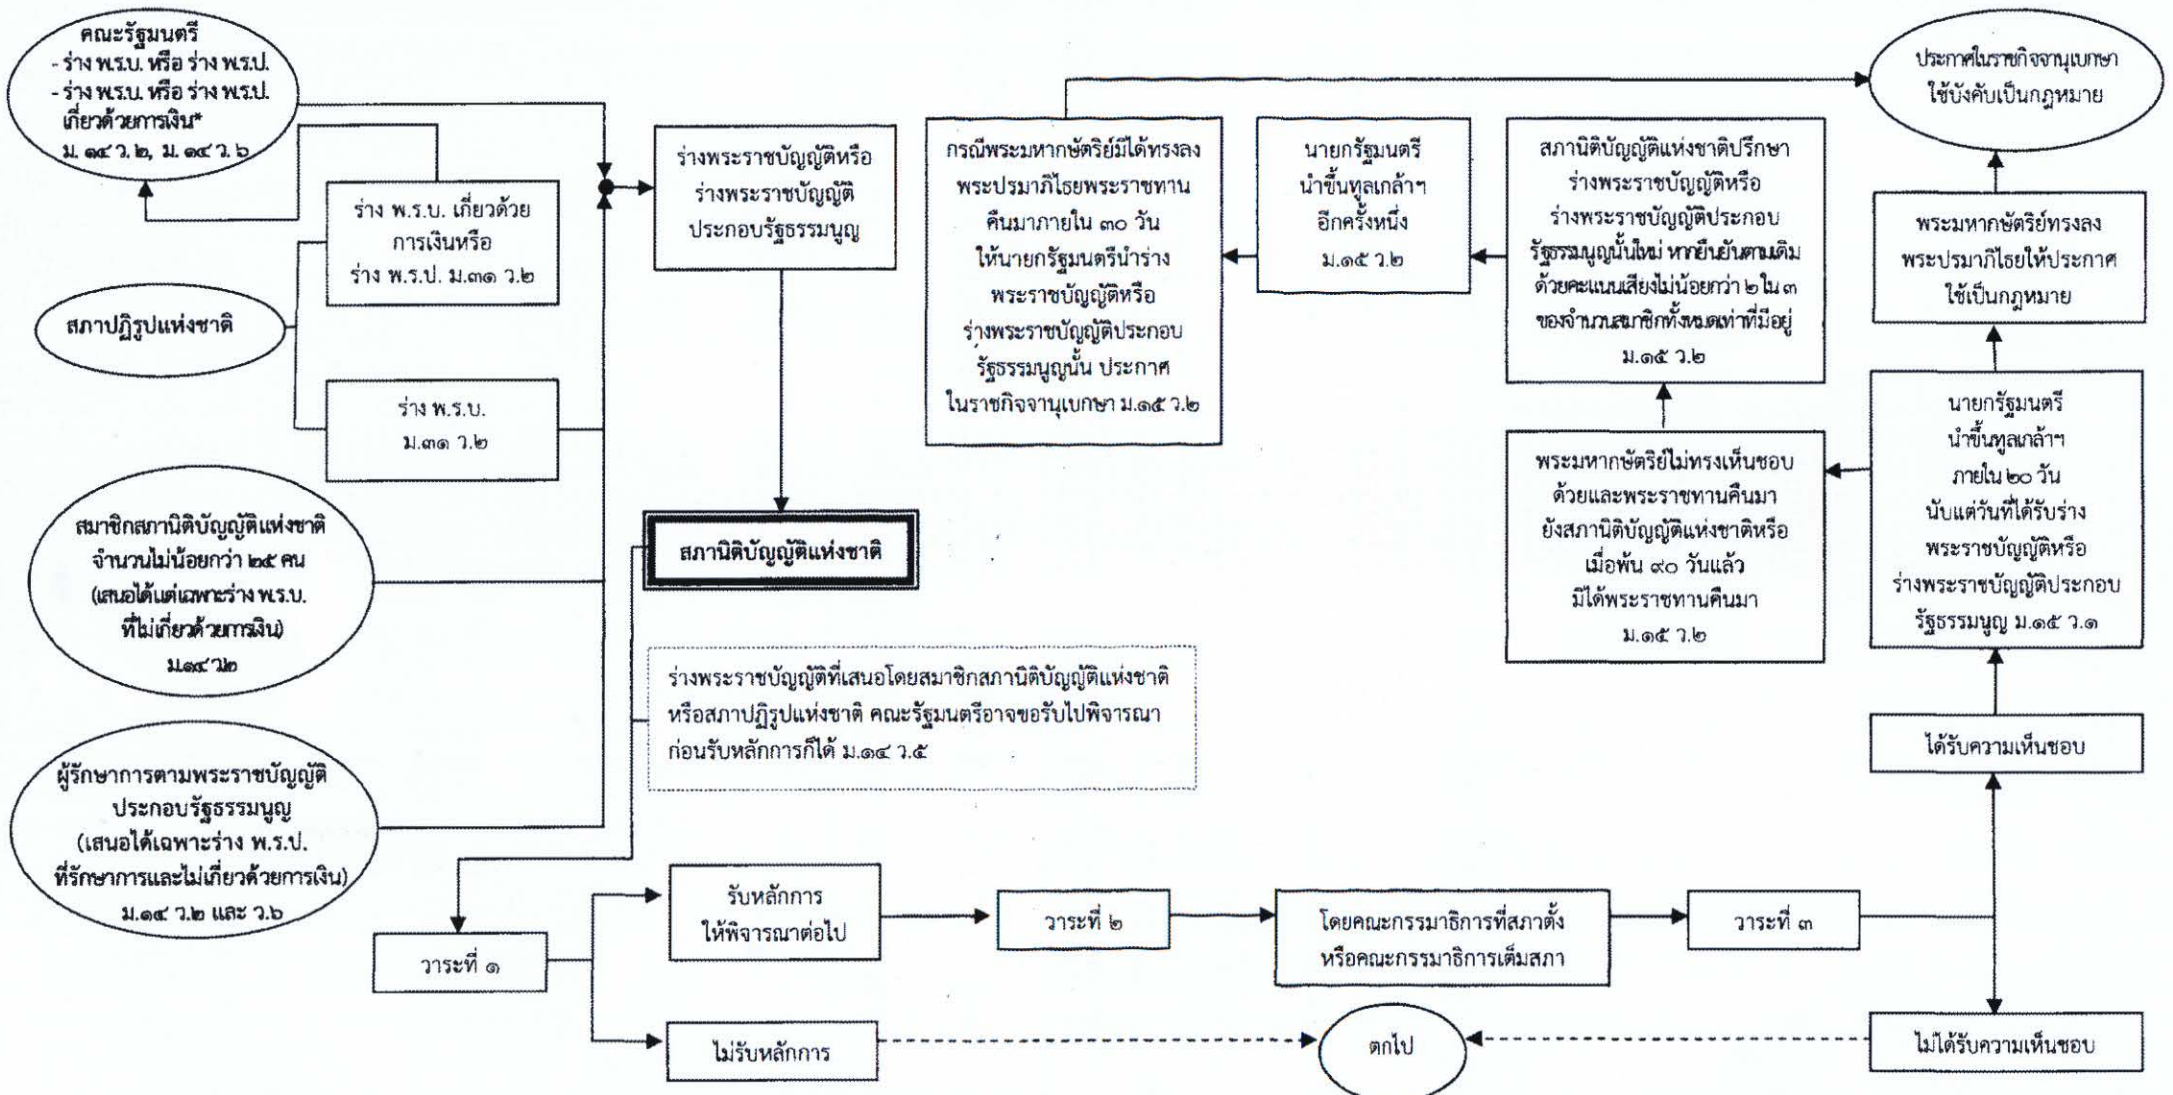 คณะรัฐมนตรี
- ร่าง พ.ร.บ. หรือ ร่าง พ.ร.ป.
- ร่าง พ.ร.บ. หรือ ร่าง พ.ร.ป.
เกี่ยวด้วยการเงิน*
ม. ๑๔ ว. ๒, ม. ๑๔ ว. ๖
ร่าง พ.ร.บ. เกี่ยวด้วย
การเงินหรือ
ร่าง พ.ร.ป. ม.๓๑ ว.๒
สภาปฏิรูปแห่งชาติ
ร่าง พ.ร.บ.
ม.๓๑ ว.๒
สมาชิกสภานิติบัญญัติแห่งชาติ
จำนวนไม่น้อยกว่า ๒๕ คน
(เสนอได้แต่เฉพาะร่าง พ.ร.บ.
ที่ไม่เกี่ยวด้วยการเงิน)
ม.๑๔ ว.๒
ผู้รักษาการตามพระราชบัญญัติ
ประกอบรัฐธรรมนูญ
(เสนอได้เฉพาะร่าง พ.ร.ป.
ที่รักษาการและไม่เกี่ยวด้วยการเงิน)
ม.๑๔ ว.๒ และ ว.๖
ร่างพระราชบัญญัติหรือ
ร่างพระราชบัญญัติ
ประกอบรัฐธรรมนูญ
สภานิติบัญญัติแห่งชาติ
ร่างพระราชบัญญัติที่เสนอโดยสมาชิกสภานิติบัญญัติแห่งชาติ
หรือสภาปฏิรูปแห่งชาติ คณะรัฐมนตรีอาจขอรับไปพิจารณา
ก่อนรับหลักการก็ได้ ม.๑๔ ว.๕
วาระที่ ๑
รับหลักการ
ให้พิจารณาต่อไป
ไม่รับหลักการ
วาระที่ ๒
โดยคณะกรรมาธิการที่สภาตั้ง
หรือคณะกรรมาธิการเต็มสภา
ตกไป
วาระที่ ๓
ได้รับความเห็นชอบ
ไม่ได้รับความเห็นชอบ
นายกรัฐมนตรี
นำขึ้นทูลเกล้าฯ
ภายใน ๒๐ วัน
นับแต่วันที่ได้รับร่าง
พระราชบัญญัติหรือ
ร่างพระราชบัญญัติประกอบ
รัฐธรรมนูญ ม.๑๕ ว.๑
พระมหากษัตริย์ทรงลง
พระปรมาภิไธยให้ประกาศ
ใช้เป็นกฎหมาย
ประกาศในราชกิจจานุเบกษา
ใช้บังคับเป็นกฎหมาย
พระมหากษัตริย์ไม่ทรงเห็นชอบ
ด้วยและพระราชทานคืนมา
ยังสภานิติบัญญัติแห่งชาติหรือ
เมื่อพ้น ๙๐ วันแล้ว
มิได้พระราชทานคืนมา
ม.๑๕ ว.๒
สภานิติบัญญัติแห่งชาติปรึกษา
ร่างพระราชบัญญัติหรือ
ร่างพระราชบัญญัติประกอบ
รัฐธรรมนูญนั้นใหม่ หากยืนยันตามเดิม
ด้วยคะแนนเสียงไม่น้อยกว่า ๒ ใน ๓
ของจำนวนสมาชิกทั้งหมดเท่าที่มีอยู่
ม.๑๕ ว.๒
นายกรัฐมนตรี
นำขึ้นทูลเกล้าฯ
อีกครั้งหนึ่ง
ม.๑๕ ว.๒
กรณีพระมหากษัตริย์มิได้ทรงลง
พระปรมาภิไธยพระราชทาน
คืนมาภายใน ๓๐ วัน
ให้นายกรัฐมนตรีนำร่าง
พระราชบัญญัติหรือ
ร่างพระราชบัญญัติประกอบ
รัฐธรรมนูญนั้น ประกาศ
ในราชกิจจานุเบกษา ม.๑๕ ว.๒